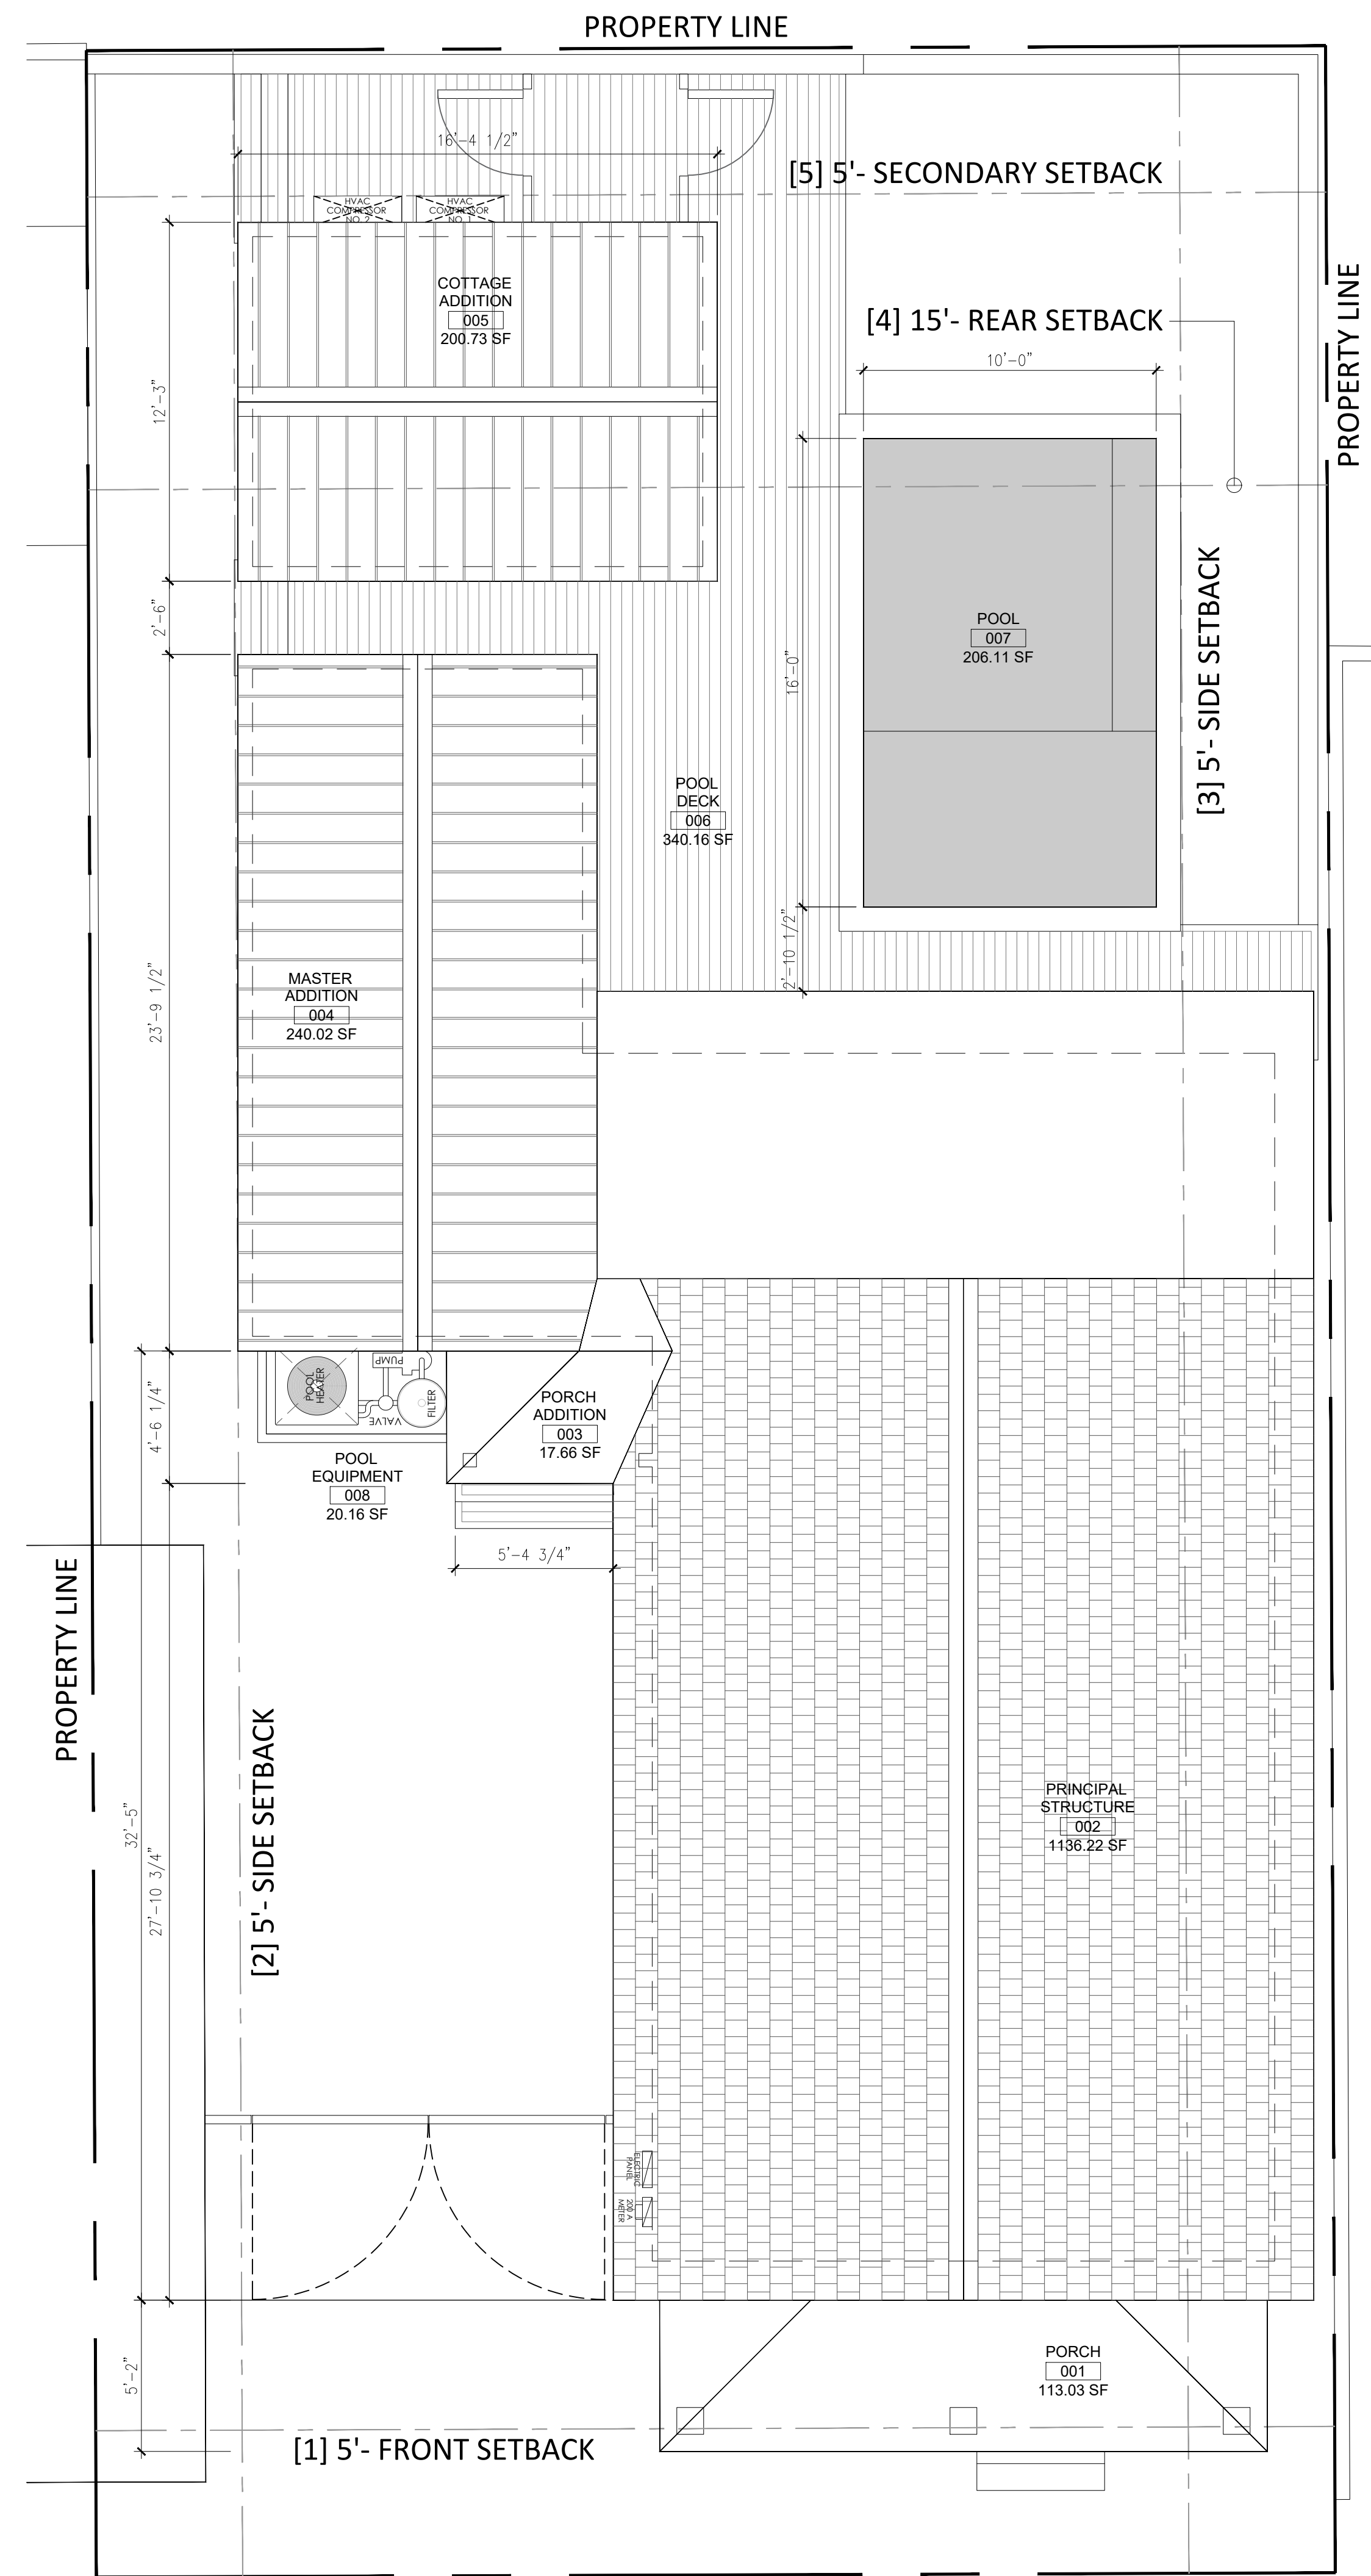 PROPERTY LINE
16'-4 1/2"
[5] 5'- SECONDARY SETBACK
HVAC
COMPRESSOR
NO. 2
HVAC
COMPRESSOR
NO. 1
COTTAGE
ADDITION
005
200.73 SF
[4] 15'- REAR SETBACK
PROPERTY LINE
10'-0"
12'-3"
2'-6"
[3] 5'- SIDE SETBACK
POOL
007
206.11 SF
16'-0"
POOL
DECK
006
340.16 SF
2'-10 1/2"
MASTER
ADDITION
004
240.02 SF
23'-9 1/2"
POOL
HEATER
PUMP
FILTER
VALVE
PORCH
ADDITION
003
17.66 SF
4'-6 1/4"
POOL
EQUIPMENT
008
20.16 SF
5'-4 3/4"
PROPERTY LINE
[2] 5'- SIDE SETBACK
32'-5"
27'-10 3/4"
PRINCIPAL
STRUCTURE
002
1136.22 SF
ELECTRIC
PANEL
200 A
METER
5'-2"
PORCH
001
113.03 SF
[1] 5'- FRONT SETBACK